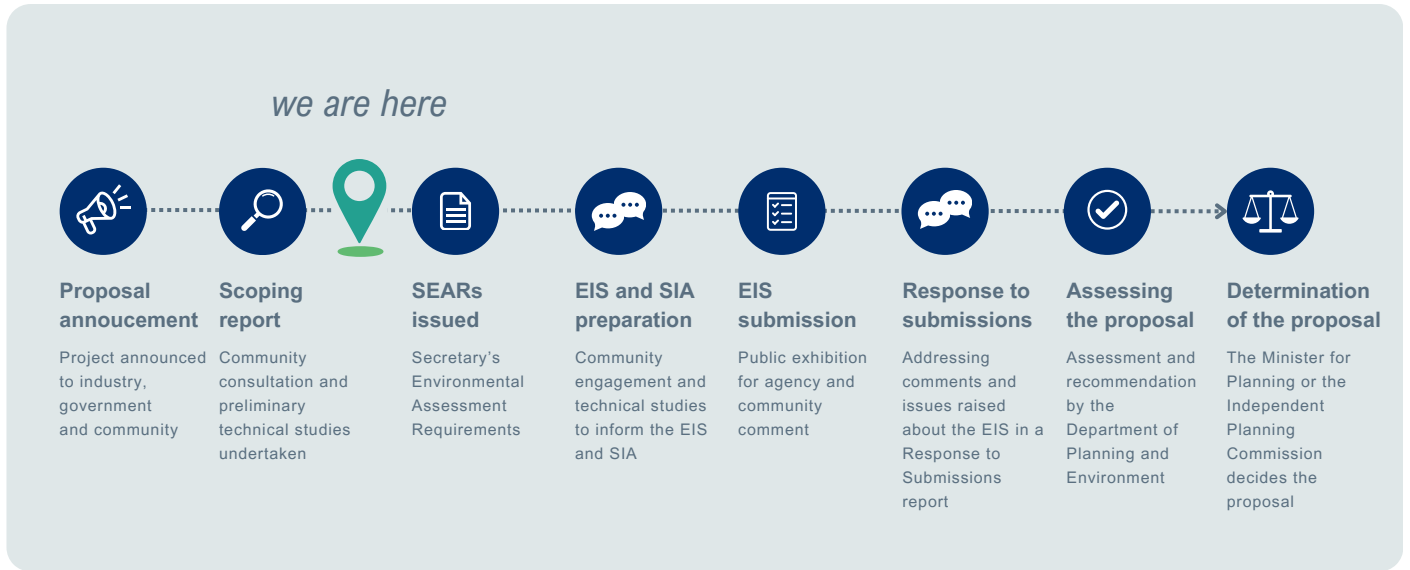 we are here
Proposal
annoucement
Project announced
to industry,
government
and community
Scoping
report
Community
consultation and
preliminary
technical studies
undertaken
SEARs
issued
Secretary’s
Environmental
Assessment
Requirements
EIS and SIA
preparation
Community
engagement and
technical studies
to inform the EIS
and SIA
EIS
submission
Public exhibition
for agency and
community
comment
Response to
submissions
Addressing
comments and
issues raised
about the EIS in a
Response to
Submissions
report
Assessing
the proposal
Assessment and
recommendation
by the
Department of
Planning and
Environment
Determination
of the proposal
The Minister for
Planning or the
Independent
Planning
Commission
decides the
proposal